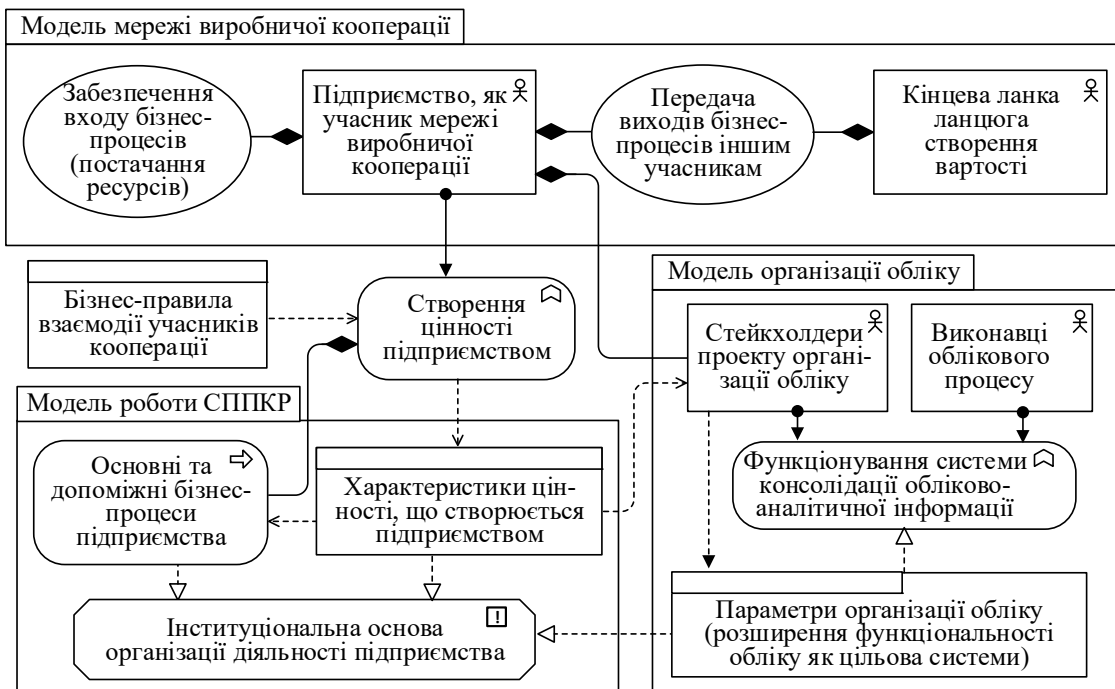 Модель мережі виробничої кооперації
Забезпечення
входу бізнес-
процесів
(постачання
ресурсів)
Підприємство, як
учасник мережі
виробничої
кооперації
Передача
виходів бізнес-
процесів іншим
учасникам
Кінцева ланка
ланцюга
створення
вартості
Бізнес-правила
взаємодії учасників
кооперації
Створення
цінності
підприємством
Модель організації обліку
Стейкхолдери
проекту органі-
зації обліку
Виконавці
облікового
процесу
Модель роботи СППКР
Основні та
допоміжні бізнес-
процеси
підприємства
Характеристики цін-
ності, що створюється
підприємством
Функціонування системи
консолідації обліково-
аналітичної інформації
Інституціональна основа
організації діяльності підприємства
!
Параметри організації обліку
(розширення функціональності
обліку як цільова системи)